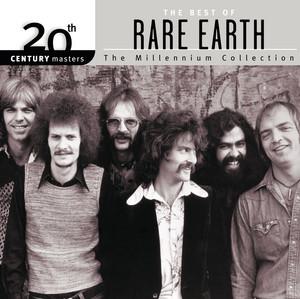 THE BEST OF
20th
RARE EARTH
CENTURY masters
The Millennium Collection